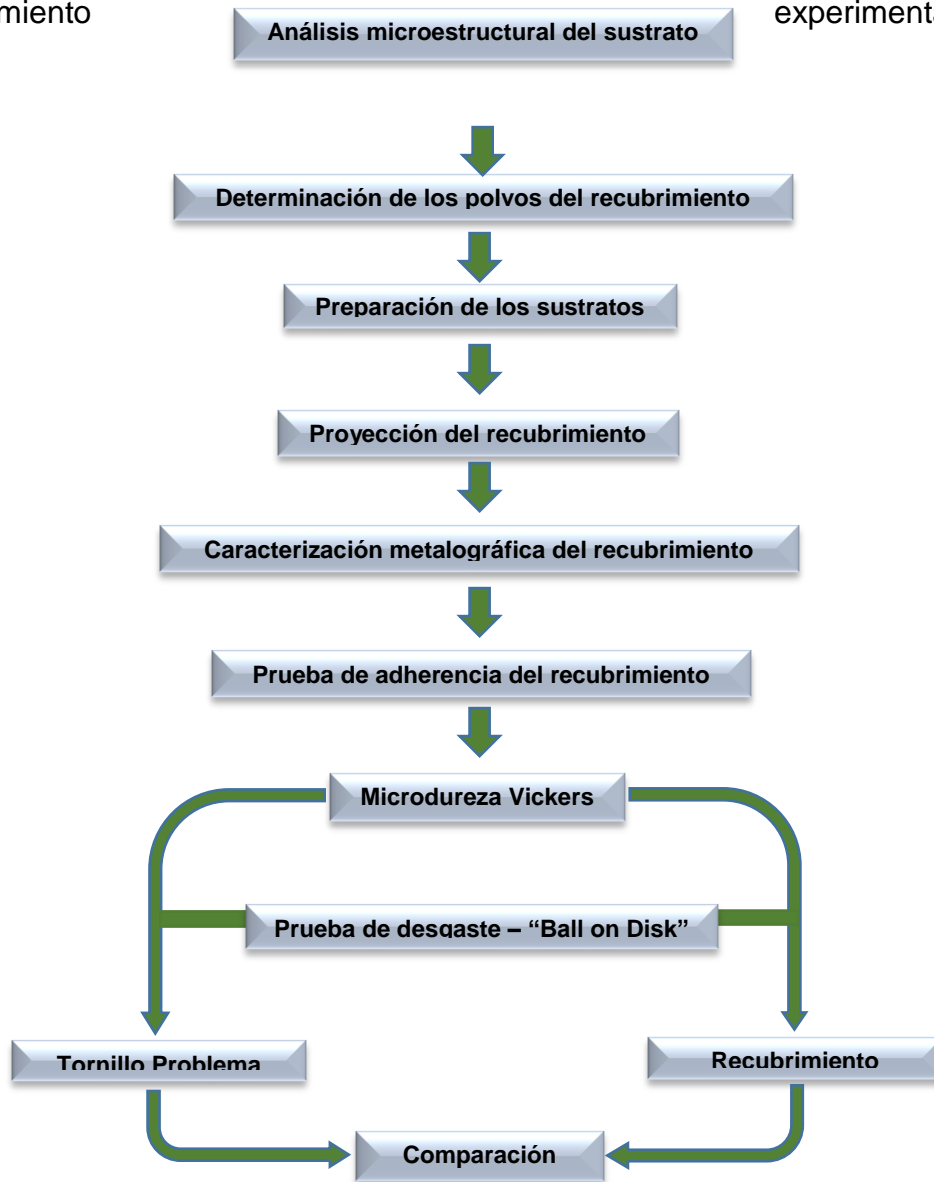 miento experimenta
Análisis microestructural del sustrato
Determinación de los polvos del recubrimiento
Preparación de los sustratos
Proyección del recubrimiento
Caracterización metalográfica del recubrimiento
Prueba de adherencia del recubrimiento
Microdureza Vickers
Prueba de desgaste – “Ball on Disk”
Tornillo Problema
Recubrimiento
Comparación